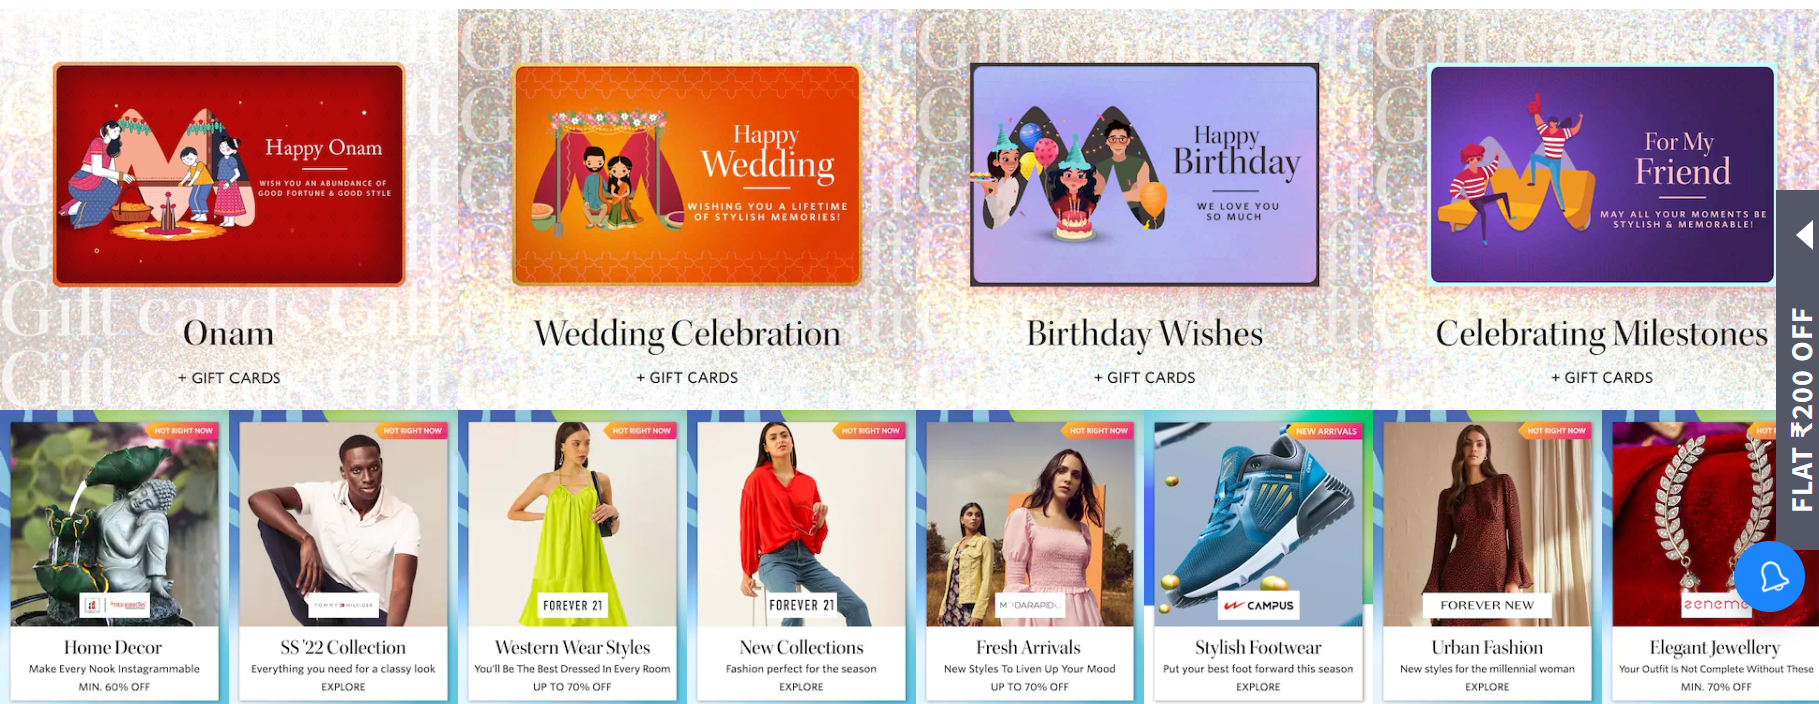 Gift cards Gift
Happy Onam
WISH YOU AN ABUNDANCE OF
GOOD FORTUNE & GOOD STYLE
Onam
+ GIFT CARDS
Happy
Wedding
WISHING YOU A LIFETIME
OF STYLISH MEMORIES!
Wedding Celebration
+ GIFT CARDS
Happy
Birthday
WE LOVE YOU
SO MUCH
Birthday Wishes
+ GIFT CARDS
For My
Friend
MAY ALL YOUR MOMENTS BE
STYLISH & MEMORABLE!
Celebrating Milestones
+ GIFT CARDS
FLAT ₹200 OFF
HOT RIGHT NOW
Home Decor
Make Every Nook Instagrammable
MIN. 60% OFF
HOT RIGHT NOW
TOMMY HILFIGER
SS '22 Collection
Everything you need for a classy look
EXPLORE
HOT RIGHT NOW
FOREVER 21
Western Wear Styles
You'll Be The Best Dressed In Every Room
UP TO 70% OFF
HOT RIGHT NOW
FOREVER 21
New Collections
Fashion perfect for the season
EXPLORE
HOT RIGHT NOW
Fresh Arrivals
New Styles To Liven Up Your Mood
UP TO 70% OFF
NEW ARRIVALS
CAMPUS
Stylish Footwear
Put your best foot forward this season
EXPLORE
HOT RIGHT NOW
FOREVER NEW
Urban Fashion
New styles for the millennial woman
EXPLORE
HOT
zeneme
Elegant Jewellery
Your Outfit Is Not Complete Without These
MIN. 70% OFF